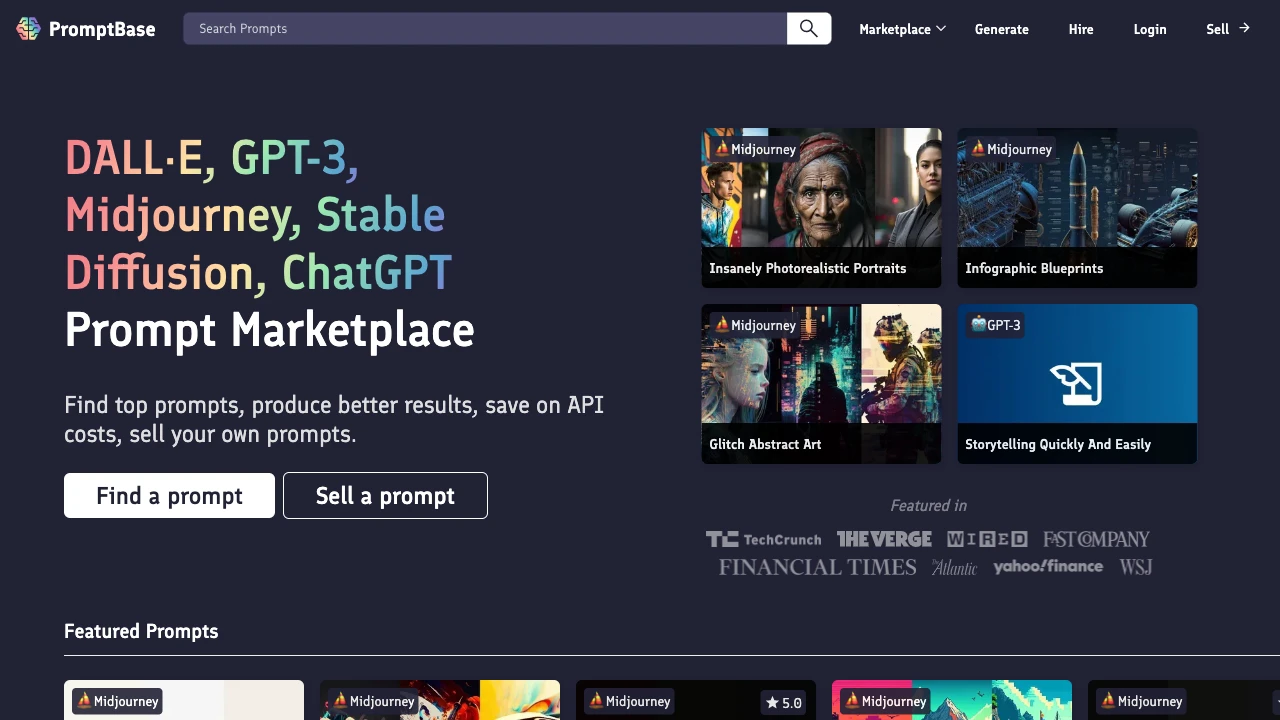 PromptBase
Search Prompts
Marketplace
Generate
Hire
Login
Sell
DALL·E, GPT-3,
Midjourney, Stable
Diffusion, ChatGPT
Prompt Marketplace
Find top prompts, produce better results, save on API
costs, sell your own prompts.
Find a prompt
Sell a prompt
Midjourney
Insanely Photorealistic Portraits
Midjourney
Infographic Blueprints
Midjourney
Glitch Abstract Art
GPT-3
Storytelling Quickly And Easily
Featured in
TC TechCrunch THE VERGE WIRED FAST COMPANY
FINANCIAL TIMES The Atlantic yahoo!finance WSJ
Featured Prompts
Midjourney
Midjourney
Midjourney
5.0
Midjourney
Midjourney